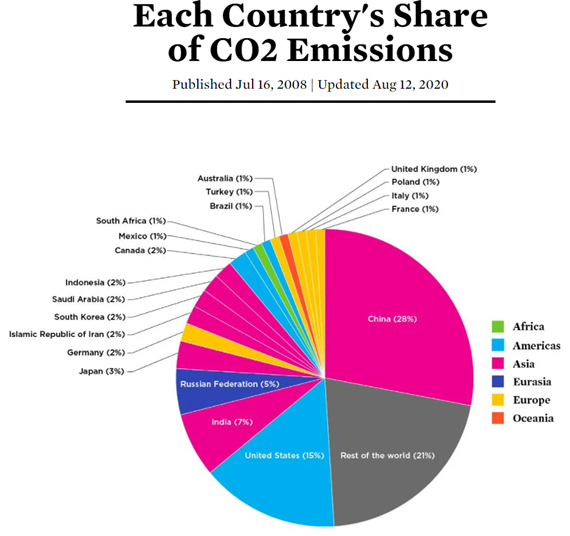 Each Country's Share
of CO2 Emissions
Published Jul 16, 2008 | Updated Aug 12, 2020
United Kingdom (1%)
Poland (1%)
Italy (1%)
France (1%)
Australia (1%)
Turkey (1%)
Brazil (1%)
South Africa (1%)
Mexico (1%)
Canada (2%)
Indonesia (2%)
Saudi Arabia (2%)
South Korea (2%)
Islamic Republic of Iran (2%)
Germany (2%)
Japan (3%)
Russian Federation (5%)
India (7%)
United States (15%)
Rest of the world (21%)
China (28%)
Africa
Americas
Asia
Eurasia
Europe
Oceania